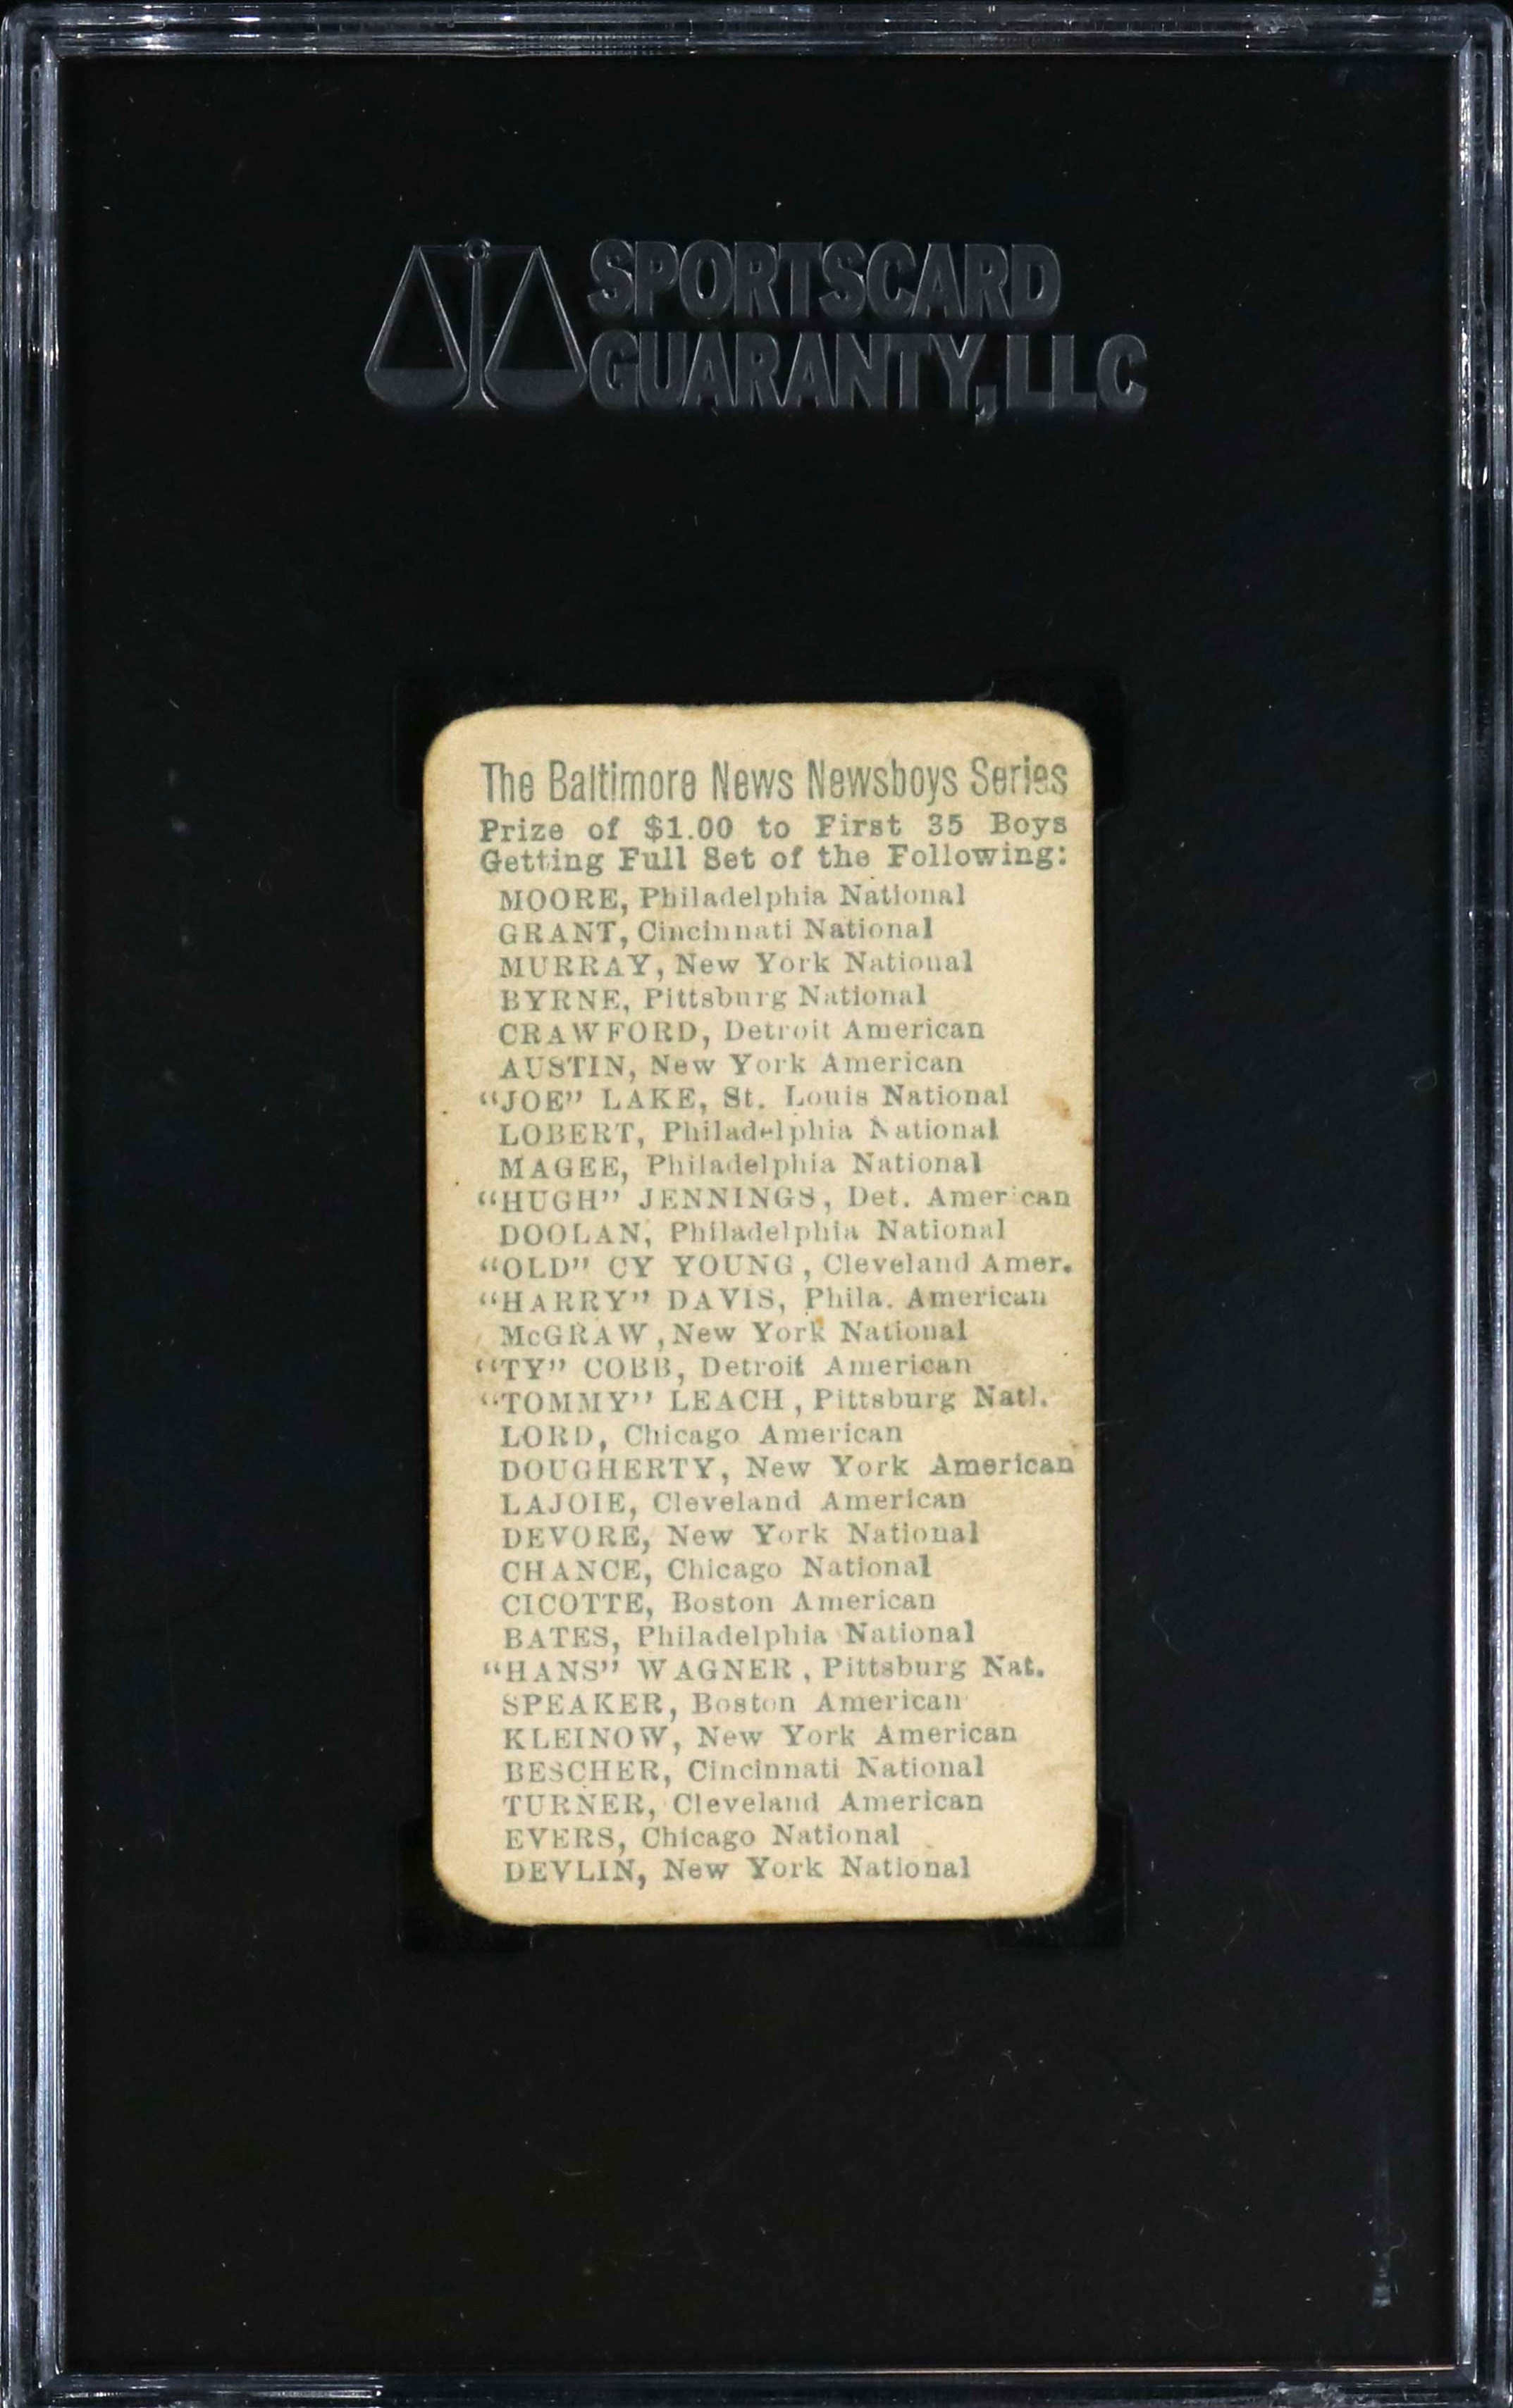 SPORTSCARD
GUARANTY, LLC
The Baltimore News Newsboys Series
Prize of $1.00 to First 35 Boys
Getting Full Set of the Following:
MOORE, Philadelphia National
GRANT, Cincinnati National
MURRAY, New York National
BYRNE, Pittsburg National
CRAWFORD, Detroit American
AUSTIN, New York American
“JOE” LAKE, St. Louis National
LOBERT, Philadelphia National
MAGEE, Philadelphia National
“HUGH” JENNINGS, Det. American
DOOLAN, Philadelphia National
“OLD” CY YOUNG, Cleveland Amer.
“HARRY” DAVIS, Phila. American
McGRAW, New York National
“TY” COBB, Detroit American
“TOMMY” LEACH, Pittsburg Natl.
LORD, Chicago American
DOUGHERTY, New York American
LAJOIE, Cleveland American
DEVORE, New York National
CHANCE, Chicago National
CICOTTE, Boston American
BATES, Philadelphia National
“HANS” WAGNER, Pittsburg Nat.
SPEAKER, Boston American
KLEINOW, New York American
BESCHER, Cincinnati National
TURNER, Cleveland American
EVERS, Chicago National
DEVLIN, New York National